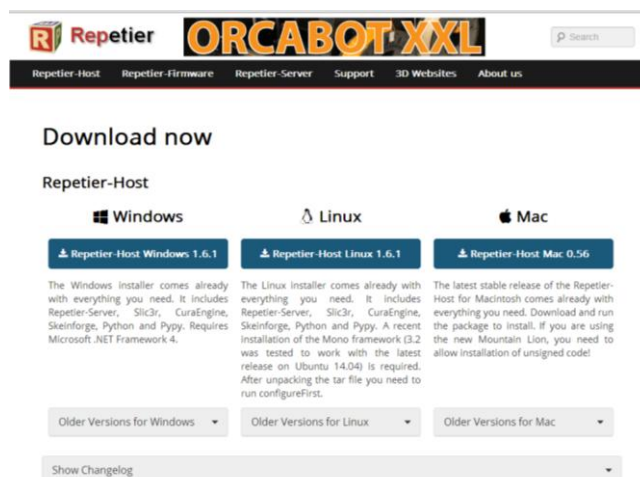 Repetier
ORCABOT XXL
Search
Repetier-Host Repetier-Firmware Repetier-Server Support 3D Websites About us
Download now
Repetier-Host
Windows
Repetier-Host Windows 1.6.1
The Windows installer comes already
with everything you need. It includes
Repetier-Server, Slic3r, CuraEngine,
Skeinforge, Python and Pypy. Requires
Microsoft .NET Framework 4.
Older Versions for Windows
Linux
Repetier-Host Linux 1.6.1
The Linux installer comes already with
everything you need. It includes
Repetier-Server, Slic3r, CuraEngine,
Skeinforge, Python and Pypy. A recent
installation of the Mono framework (3.2
was tested to work with the latest
release on Ubuntu 14.04) is required.
After unpacking the tar file you need to
run configureFirst.
Older Versions for Linux
Mac
Repetier-Host Mac 0.56
The latest stable release of the Repetier-
Host for Macintosh comes already with
everything you need. Download and run
the package to install. If you are using
the new Mountain Lion, you need to
allow installation of unsigned code!
Older Versions for Mac
Show Changelog